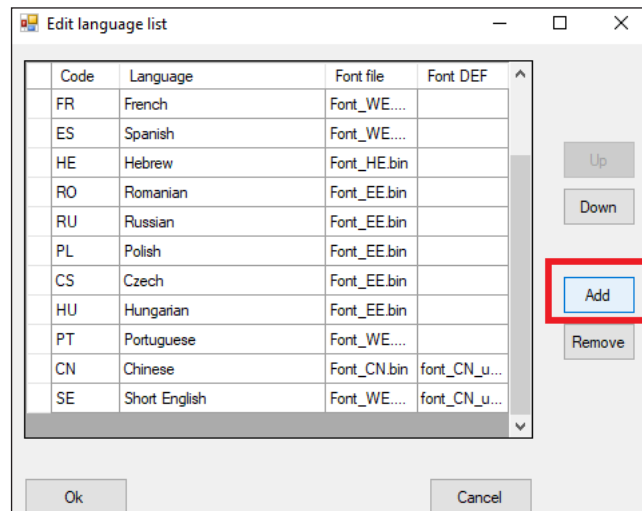 Edit language list
Code Language Font file Font DEF
FR French Font_WE....
ES Spanish Font_WE....
HE Hebrew Font_HE.bin
Up
RO Romanian Font_EE.bin
Down
RU Russian Font_EE.bin
PL Polish Font_EE.bin
CS Czech Font_EE.bin
Add
HU Hungarian Font_EE.bin
PT Portuguese Font_WE....
Remove
CN Chinese Font_CN.bin font_CN_u...
SE Short English Font_WE.... font_CN_u...
Ok Cancel